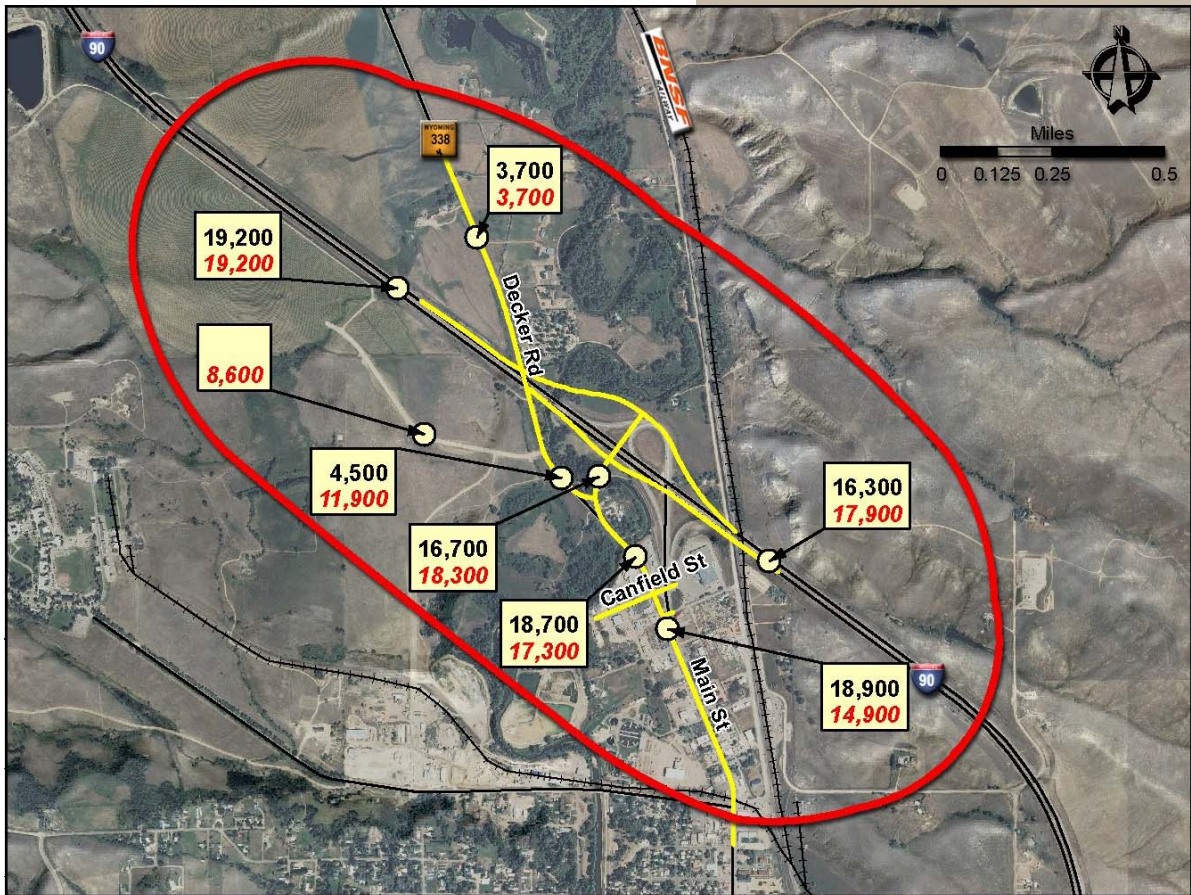 90
BNSF
RAILWAY
N
Miles
0 0.125 0.25 0.5
WYOMING
338
3,700
3,700
19,200
19,200
Decker Rd
8,600
4,500
11,900
16,300
17,900
16,700
18,300
Canfield St
18,700
17,300
Main St
90
18,900
14,900